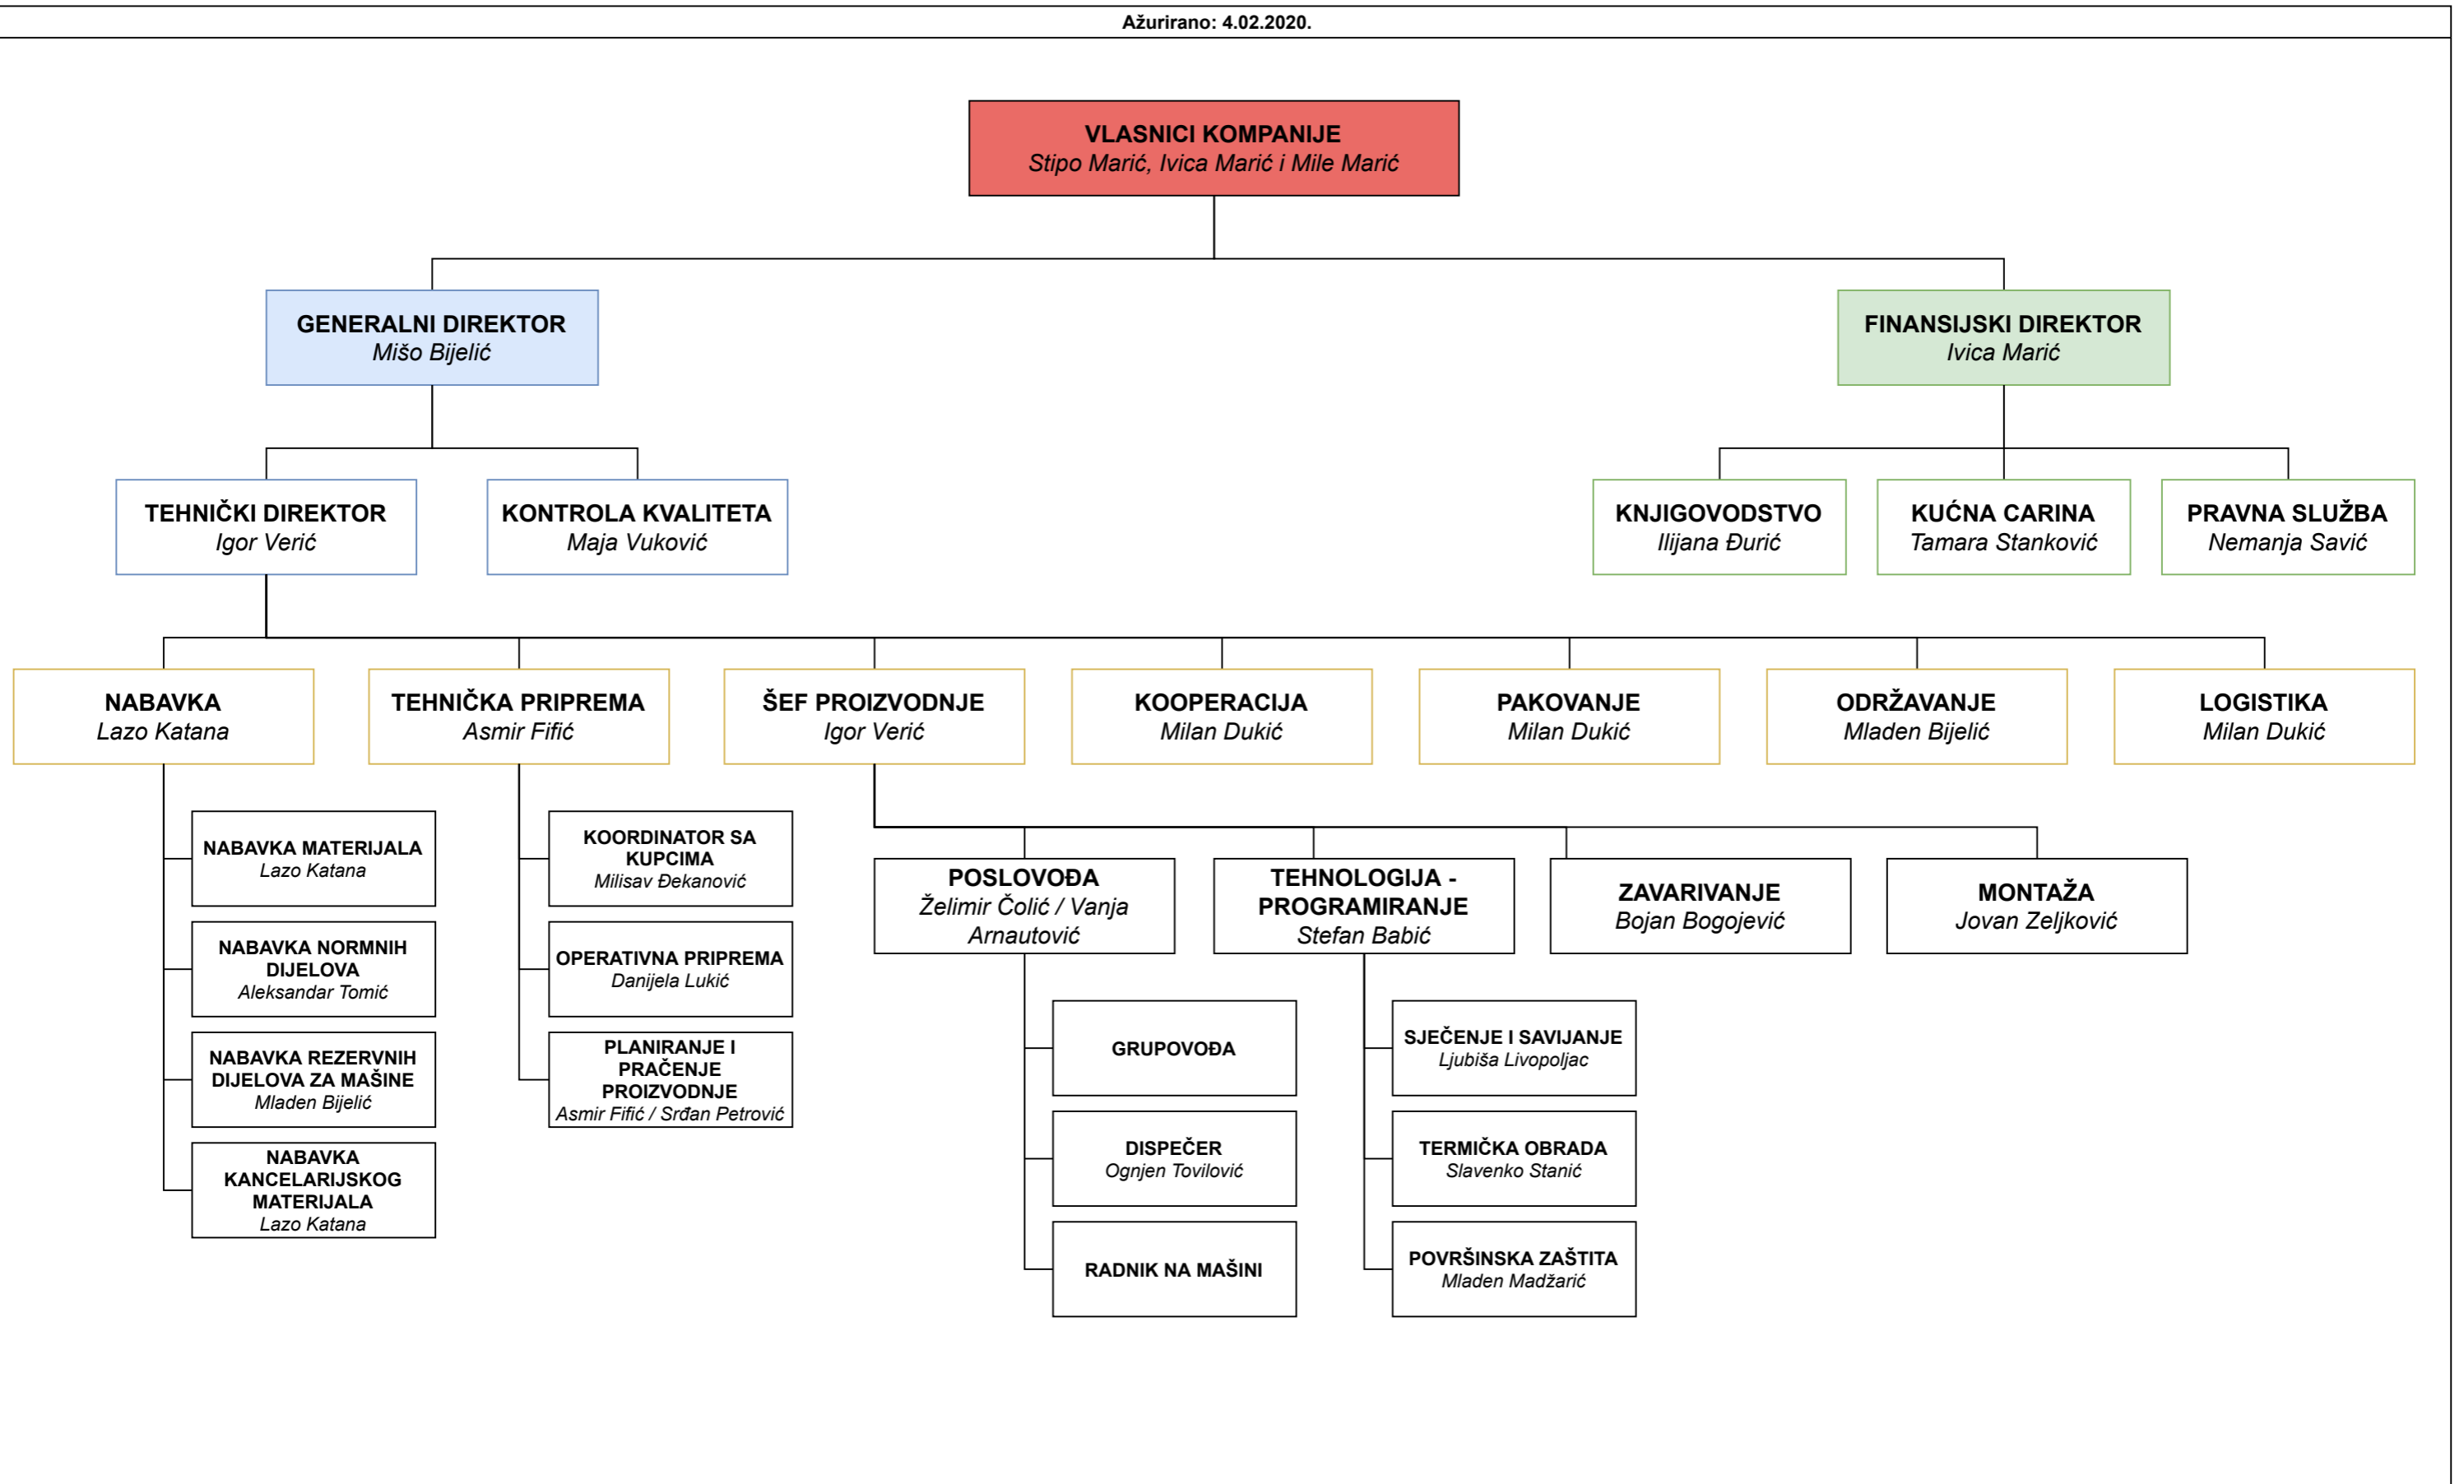 Ažurirano: 4.02.2020.
VLASNICI KOMPANIJE
Stipo Marić, Ivica Marić i Mile Marić
GENERALNI DIREKTOR
Mišo Bijelić
FINANSIJSKI DIREKTOR
Ivica Marić
TEHNIČKI DIREKTOR
Igor Verić
KONTROLA KVALITETA
Maja Vuković
KNJIGOVODSTVO
Ilijana Đurić
KUĆNA CARINA
Tamara Stanković
PRAVNA SLUŽBA
Nemanja Savić
NABAVKA
Lazo Katana
TEHNIČKA PRIPREMA
Asmir Fifić
ŠEF PROIZVODNJE
Igor Verić
KOOPERACIJA
Milan Dukić
PAKOVANJE
Milan Dukić
ODRŽAVANJE
Mladen Bijelić
LOGISTIKA
Milan Dukić
NABAVKA MATERIJALA
Lazo Katana
NABAVKA NORMNIH
DIJELOVA
Aleksandar Tomić
NABAVKA REZERVNIH
DIJELOVA ZA MAŠINE
Mladen Bijelić
NABAVKA
KANCELARIJSKOG
MATERIJALA
Lazo Katana
KOORDINATOR SA
KUPCIMA
Milisav Đekanović
OPERATIVNA PRIPREMA
Danijela Lukić
PLANIRANJE I
PRAČENJE
PROIZVODNJE
Asmir Fifić / Srđan Petrović
POSLOVOĐA
Želimir Čolić / Vanja
Arnautović
TEHNOLOGIJA -
PROGRAMIRANJE
Stefan Babić
ZAVARIVANJE
Bojan Bogojević
MONTAŽA
Jovan Zeljković
GRUPOVOĐA
DISPEČER
Ognjen Tovilović
RADNIK NA MAŠINI
SJEČENJE I SAVIJANJE
Ljubiša Livopoljac
TERMIČKA OBRADA
Slavenko Stanić
POVRŠINSKA ZAŠTITA
Mladen Madžarić